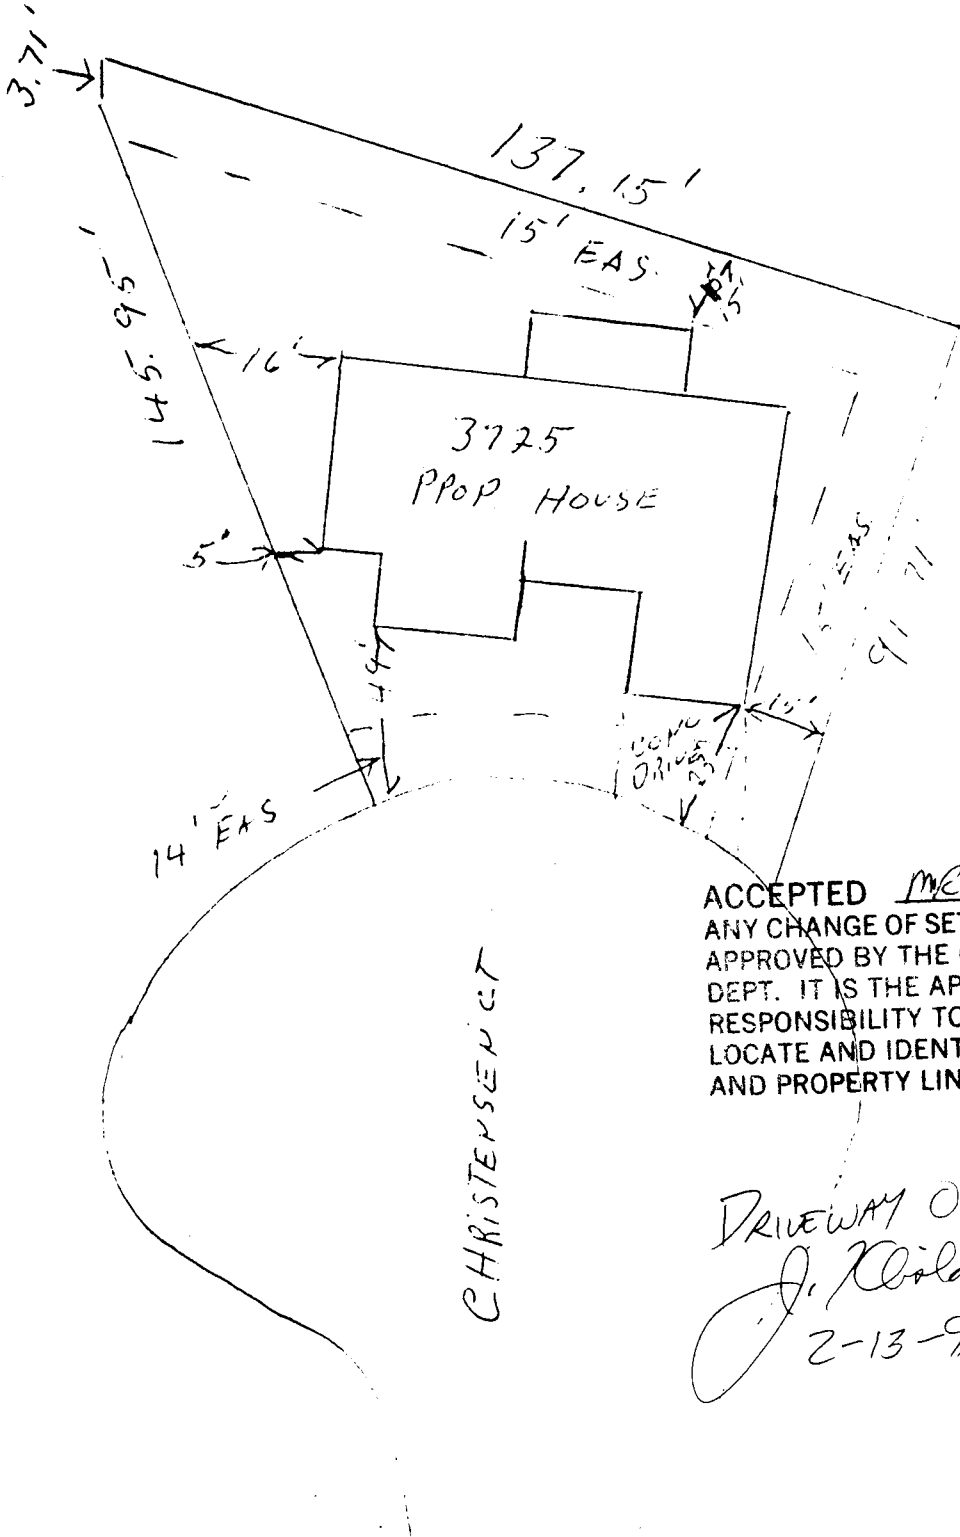 3.71'
137.15'
15' EAS.
145.95'
16'
3725
PPOP HOUSE
5'
15' EAS
91.71
15'
DRIVE
14' EAS
CHRISTENSEN CT
ACCEPTED
ANY CHANGE OF SET
APPROVED BY THE
DEPT. IT IS THE AP
RESPONSIBILITY TO
LOCATE AND IDENT
AND PROPERTY LIN
DRIVEWAY O
J.
2-13-9